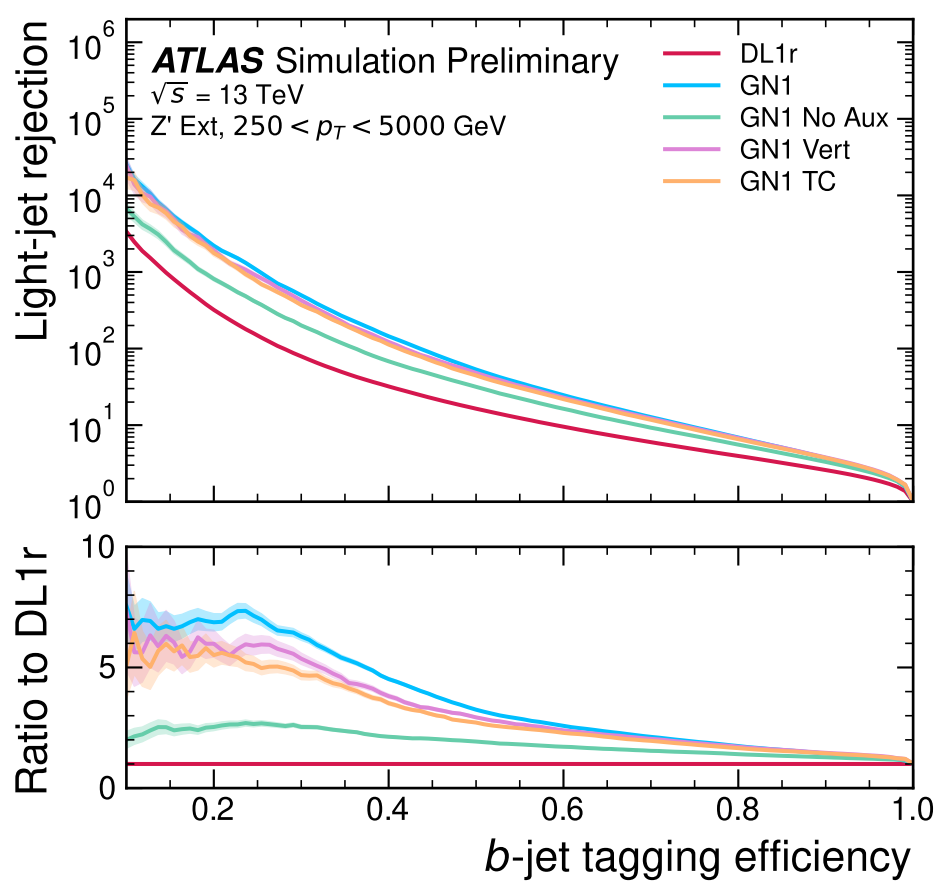 Light-jet rejection
10^6
10^5
10^4
10^3
10^2
10^1
10^0
ATLAS Simulation Preliminary
√s = 13 TeV
Z' Ext, 250 < p_T < 5000 GeV
DL1r
GN1
GN1 No Aux
GN1 Vert
GN1 TC
Ratio to DL1r
10
5
0
0.2 0.4 0.6 0.8 1.0
b-jet tagging efficiency